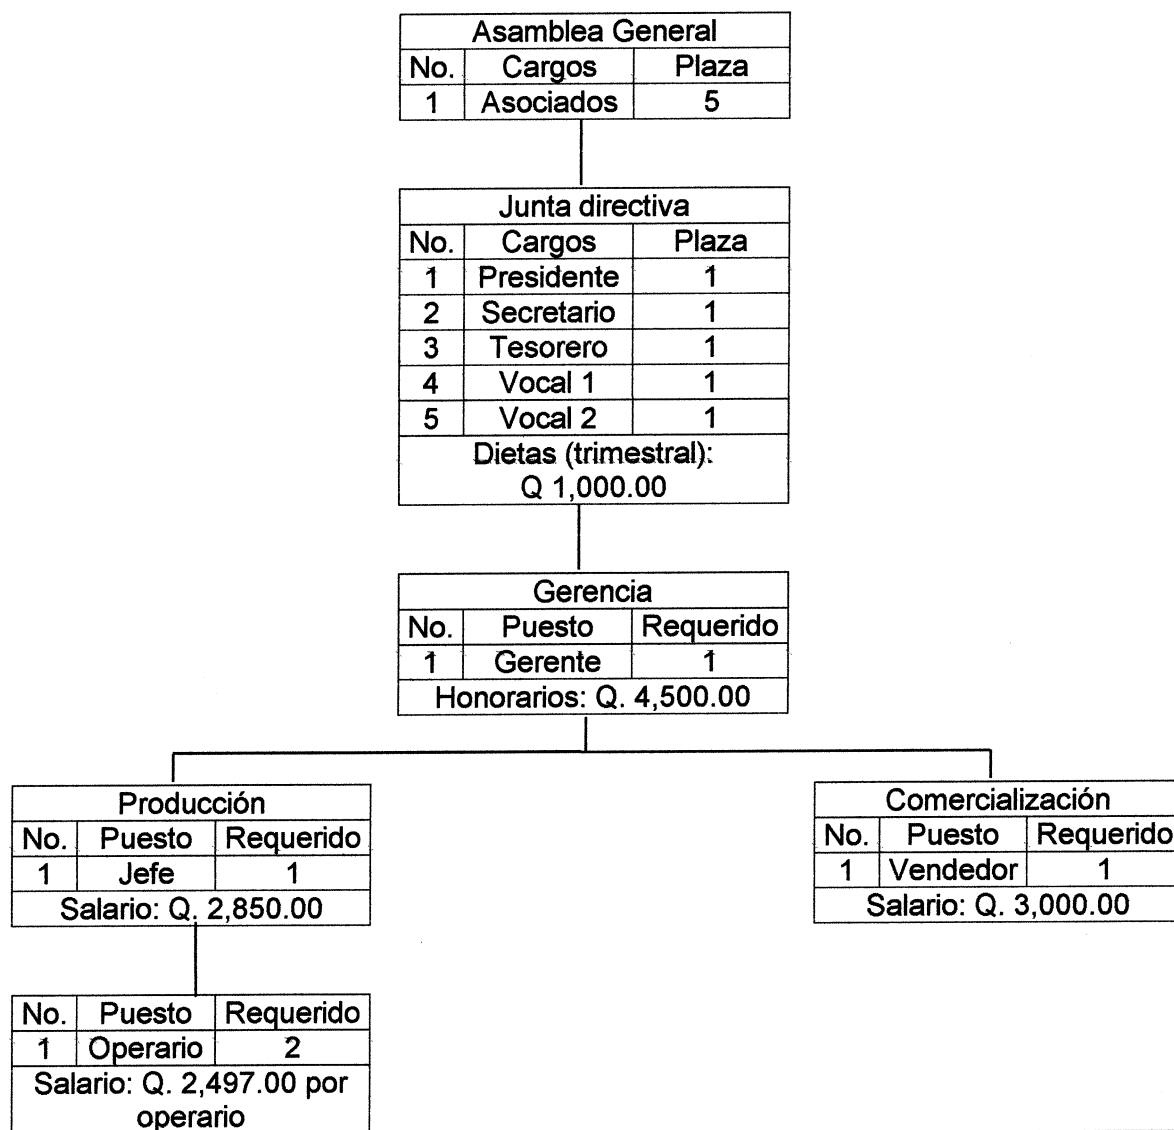 Asamblea General
No. Cargos Plaza
1 Asociados 5
Junta directiva
No. Cargos Plaza
1 Presidente 1
2 Secretario 1
3 Tesorero 1
4 Vocal 1 1
5 Vocal 2 1
Dietas (trimestral):
Q 1,000.00
Gerencia
No. Puesto Requerido
1 Gerente 1
Honorarios: Q. 4,500.00
Producción
No. Puesto Requerido
1 Jefe 1
Salario: Q. 2,850.00
No. Puesto Requerido
1 Operario 2
Salario: Q. 2,497.00 por
operario
Comercialización
No. Puesto Requerido
1 Vendedor 1
Salario: Q. 3,000.00